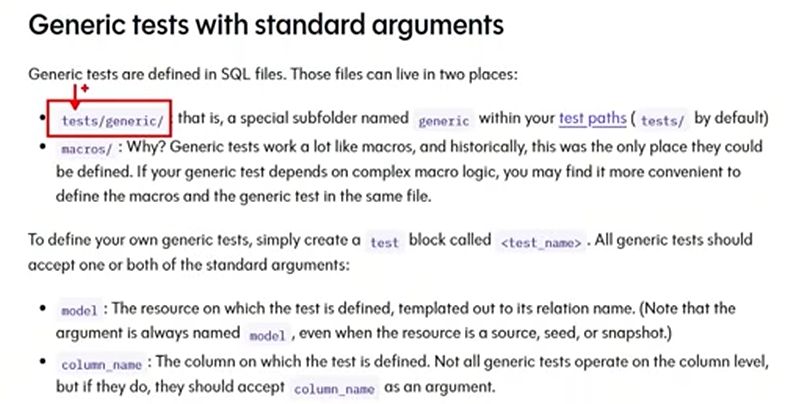 Generic tests with standard arguments
Generic tests are defined in SQL files. Those files can live in two places:
• tests/generic/ : that is, a special subfolder named generic within your test paths ( tests/ by default)
• macros/ : Why? Generic tests work a lot like macros, and historically, this was the only place they could
be defined. If your generic test depends on complex macro logic, you may find it more convenient to
define the macros and the generic test in the same file.
To define your own generic tests, simply create a test block called <test_name>. All generic tests should
accept one or both of the standard arguments:
• model : The resource on which the test is defined, templated out to its relation name. (Note that the
argument is always named model , even when the resource is a source, seed, or snapshot.)
• column_name : The column on which the test is defined. Not all generic tests operate on the column level,
but if they do, they should accept column_name as an argument.